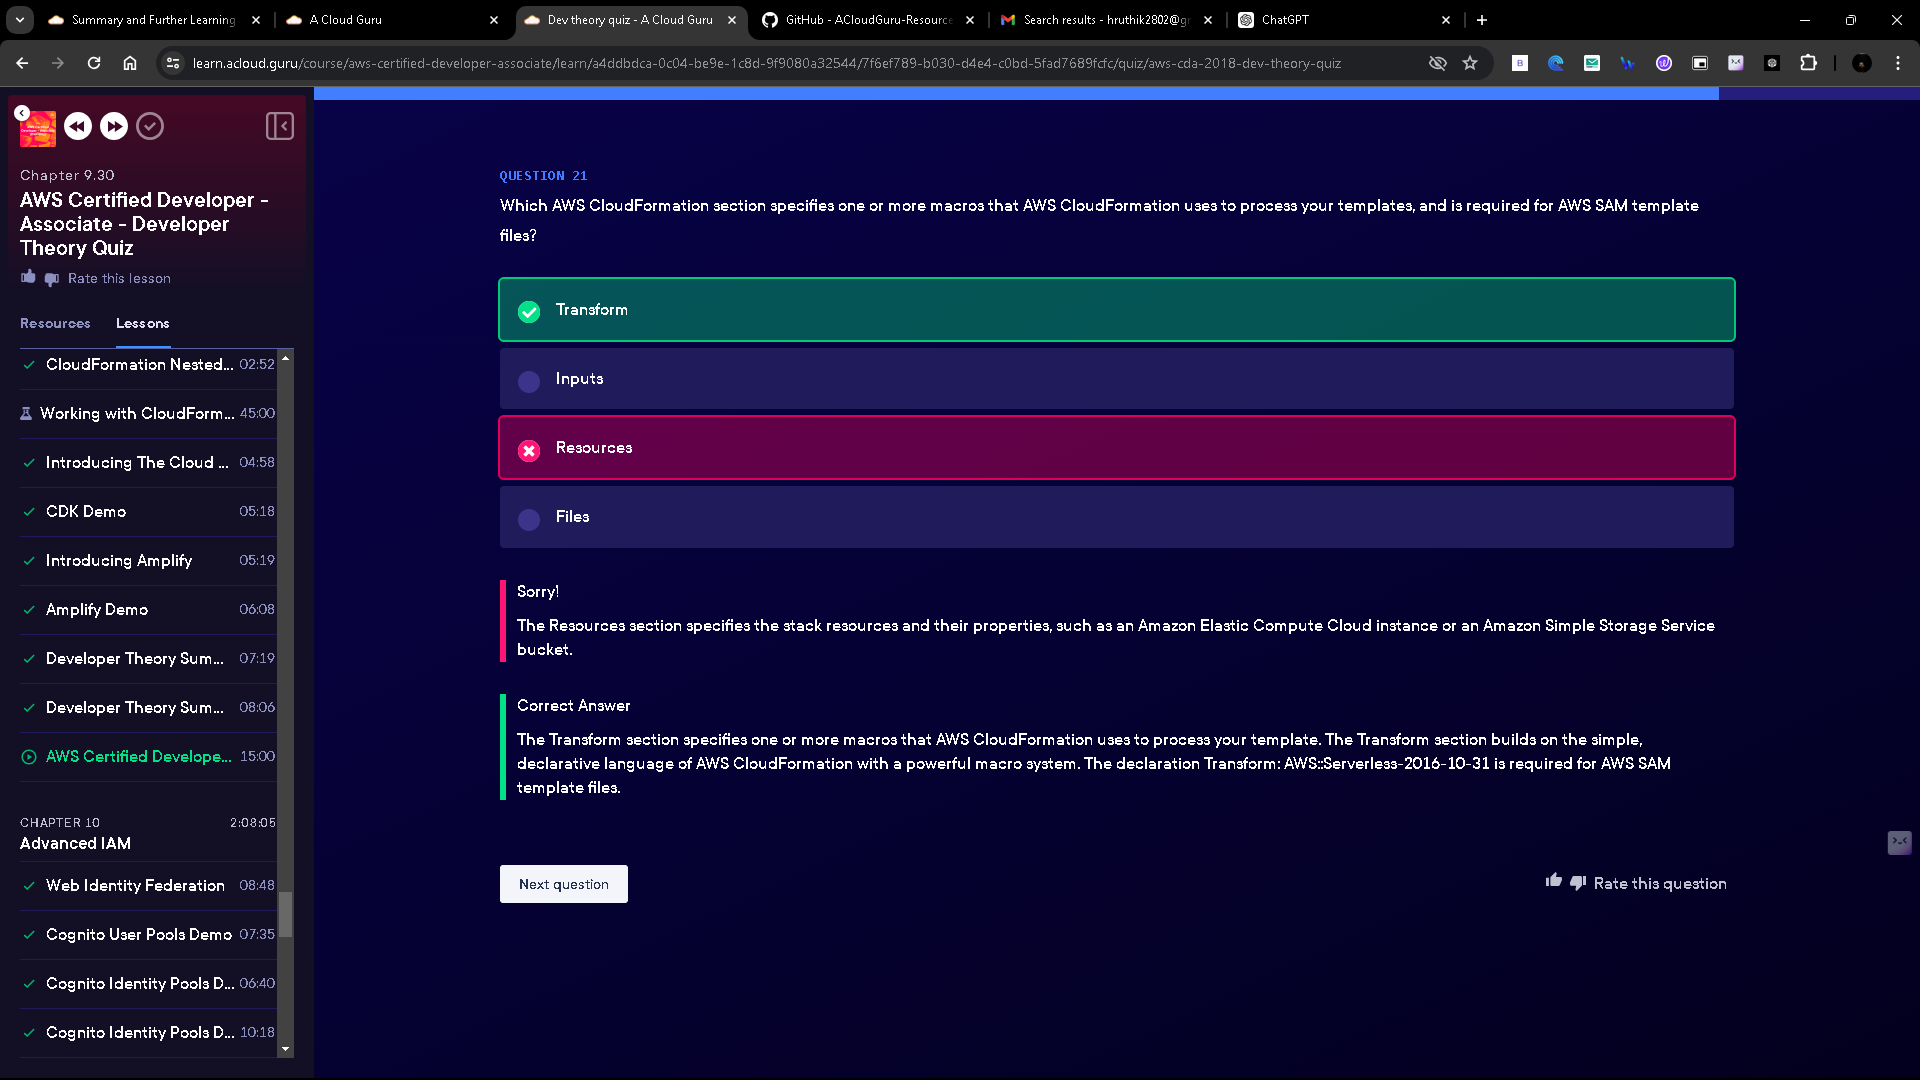 Summary and Further Learning
A Cloud Guru
Dev theory quiz - A Cloud Guru
GitHub - ACloudGuru-Resource
Search results - hruthik2802@gr
ChatGPT
learn.acloud.guru/course/aws-certified-developer-associate/learn/a4ddbdca-0c04-be9e-1c8d-9f9080a32544/7f6ef789-b030-d4e4-c0bd-5fad7689fcfc/quiz/aws-cda-2018-dev-theory-quiz
Chapter 9.30
AWS Certified Developer -
Associate - Developer
Theory Quiz
Rate this lesson
Resources
Lessons
CloudFormation Nested... 02:52
Working with CloudForm... 45:00
Introducing The Cloud ... 04:58
CDK Demo 05:18
Introducing Amplify 05:19
Amplify Demo 06:08
Developer Theory Sum... 07:19
Developer Theory Sum... 08:06
AWS Certified Develope... 15:00
CHAPTER 10 2:08:05
Advanced IAM
Web Identity Federation 08:48
Cognito User Pools Demo 07:35
Cognito Identity Pools D... 06:40
Cognito Identity Pools D... 10:18
QUESTION 21
Which AWS CloudFormation section specifies one or more macros that AWS CloudFormation uses to process your templates, and is required for AWS SAM template
files?
Transform
Inputs
Resources
Files
Sorry!
The Resources section specifies the stack resources and their properties, such as an Amazon Elastic Compute Cloud instance or an Amazon Simple Storage Service
bucket.
Correct Answer
The Transform section specifies one or more macros that AWS CloudFormation uses to process your template. The Transform section builds on the simple,
declarative language of AWS CloudFormation with a powerful macro system. The declaration Transform: AWS::Serverless-2016-10-31 is required for AWS SAM
template files.
Next question
Rate this question